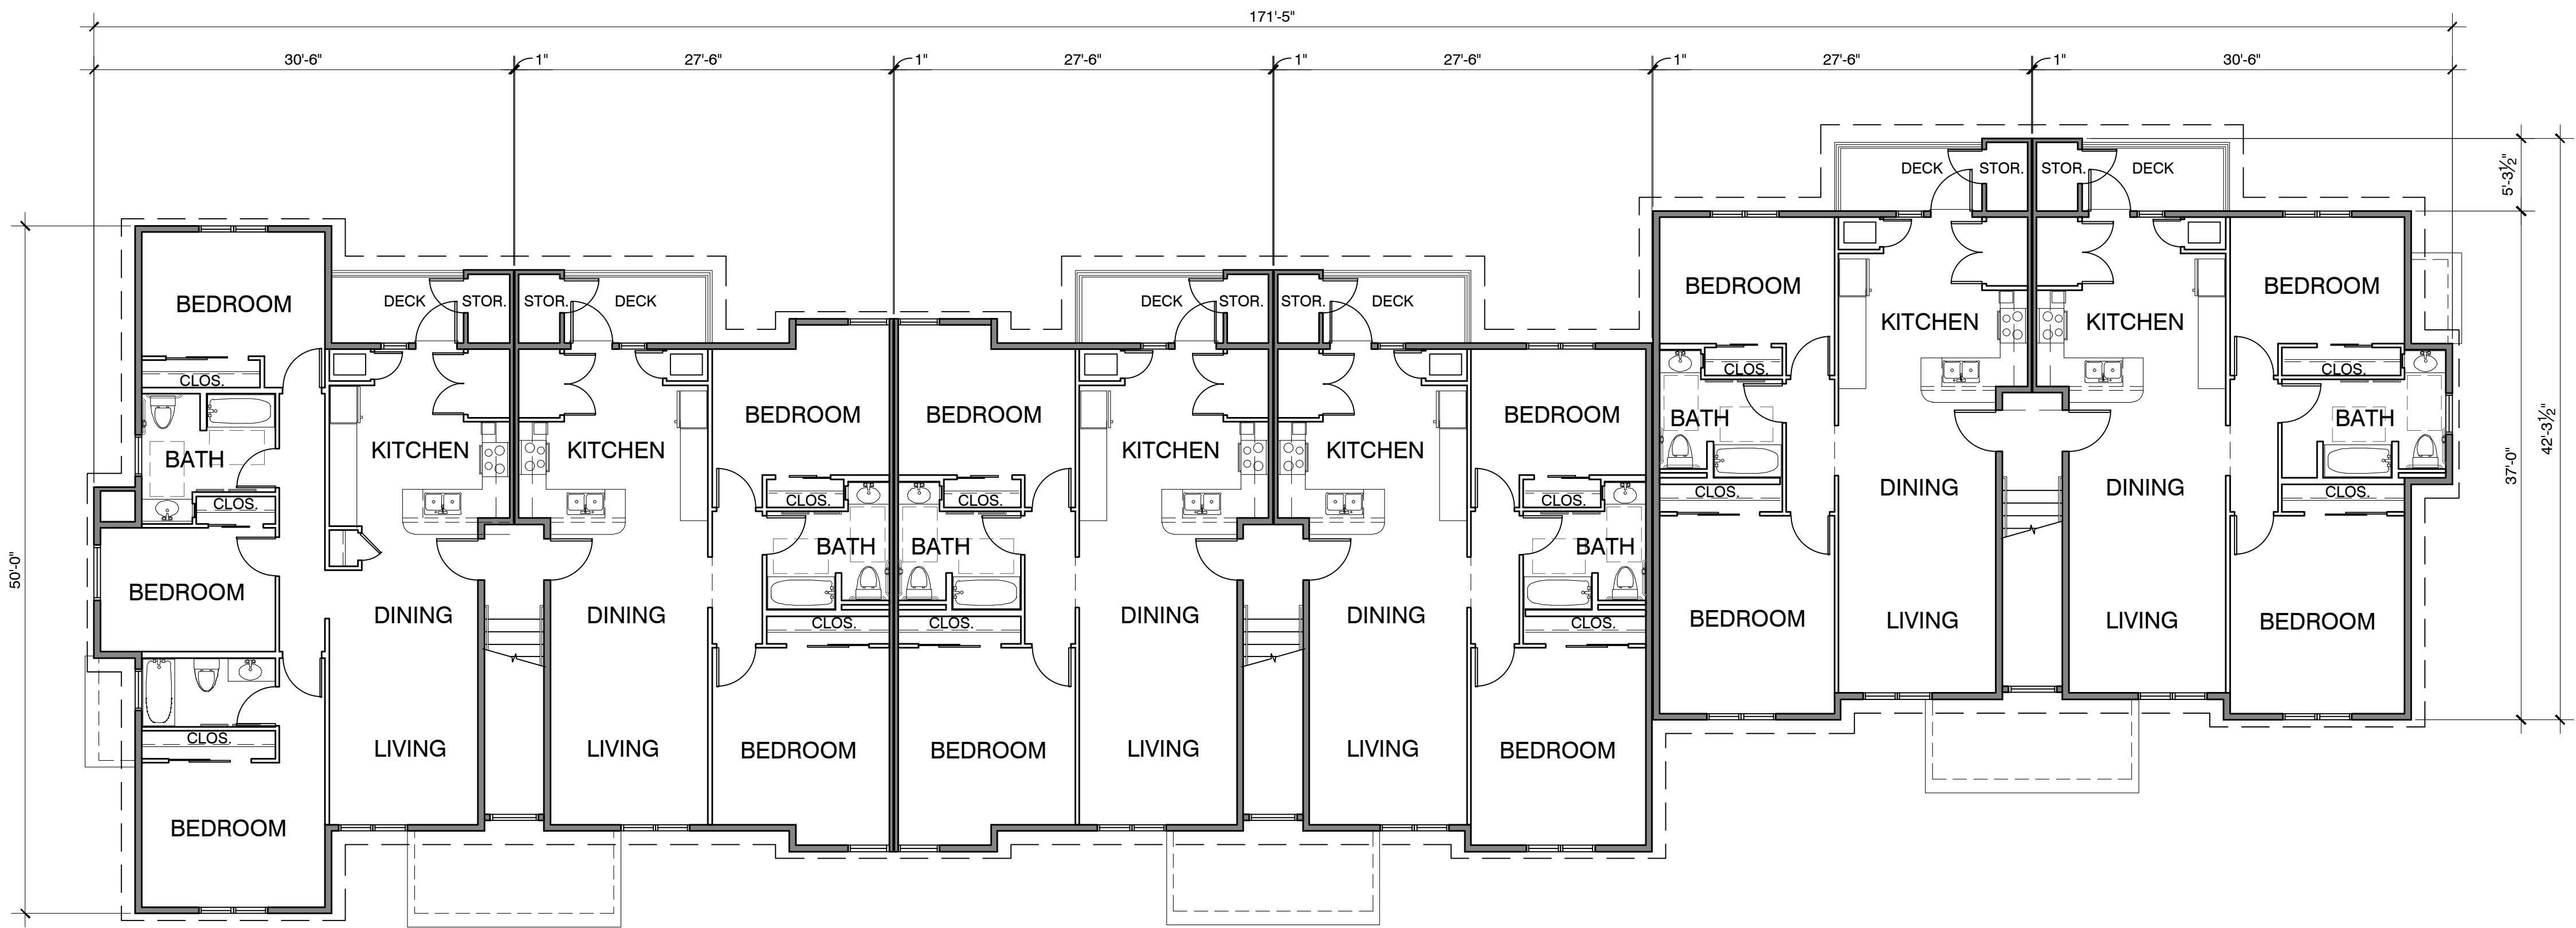 171'-5"
30'-6" 1" 27'-6" 1" 27'-6" 1" 27'-6" 1" 27'-6" 1" 30'-6"
DECK STOR. STOR. DECK
5'-3½"
BEDROOM BEDROOM
BEDROOM DECK STOR. STOR. DECK DECK STOR. STOR. DECK
KITCHEN KITCHEN
CLOS. CLOS. CLOS.
BEDROOM BEDROOM BEDROOM BATH BATH
42'-3½"
BATH KITCHEN KITCHEN KITCHEN KITCHEN
37'-0"
DINING DINING
CLOS. CLOS.
CLOS. CLOS. CLOS. CLOS.
BATH BATH BATH
50'-0"
BEDROOM
DINING DINING DINING DINING
CLOS. CLOS. CLOS.
BEDROOM LIVING LIVING BEDROOM
CLOS.
LIVING LIVING BEDROOM BEDROOM LIVING LIVING BEDROOM
BEDROOM